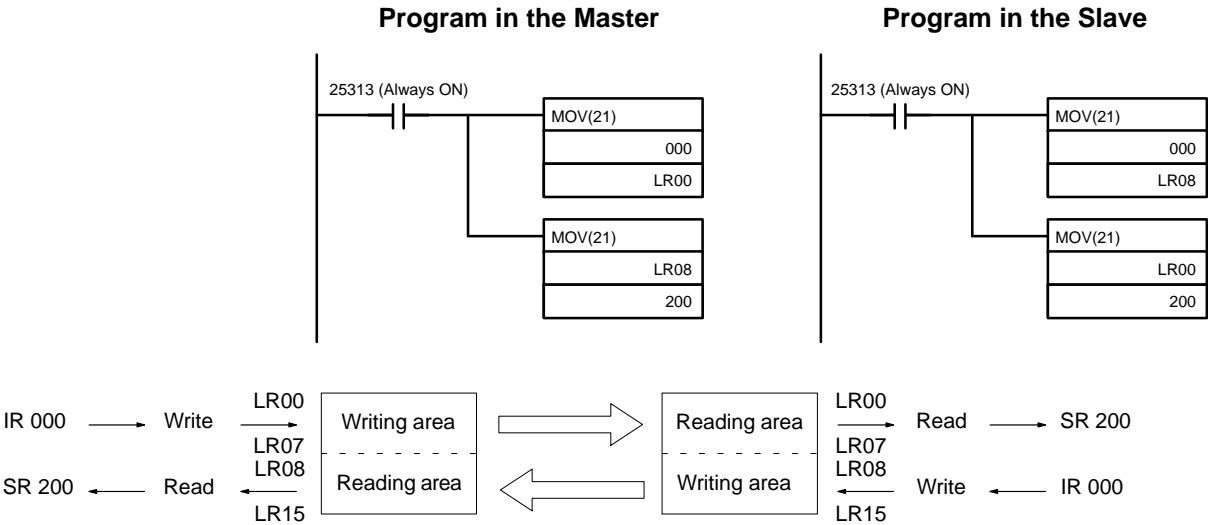 Program in the Master
Program in the Slave
25313 (Always ON)
MOV(21)
000
LR00
MOV(21)
LR08
200
25313 (Always ON)
MOV(21)
000
LR08
MOV(21)
LR00
200
IR 000 Write LR00 Writing area Reading area LR00 Read SR 200
LR07 LR07
SR 200 Read LR08 Reading area Writing area LR08 Write IR 000
LR15 LR15